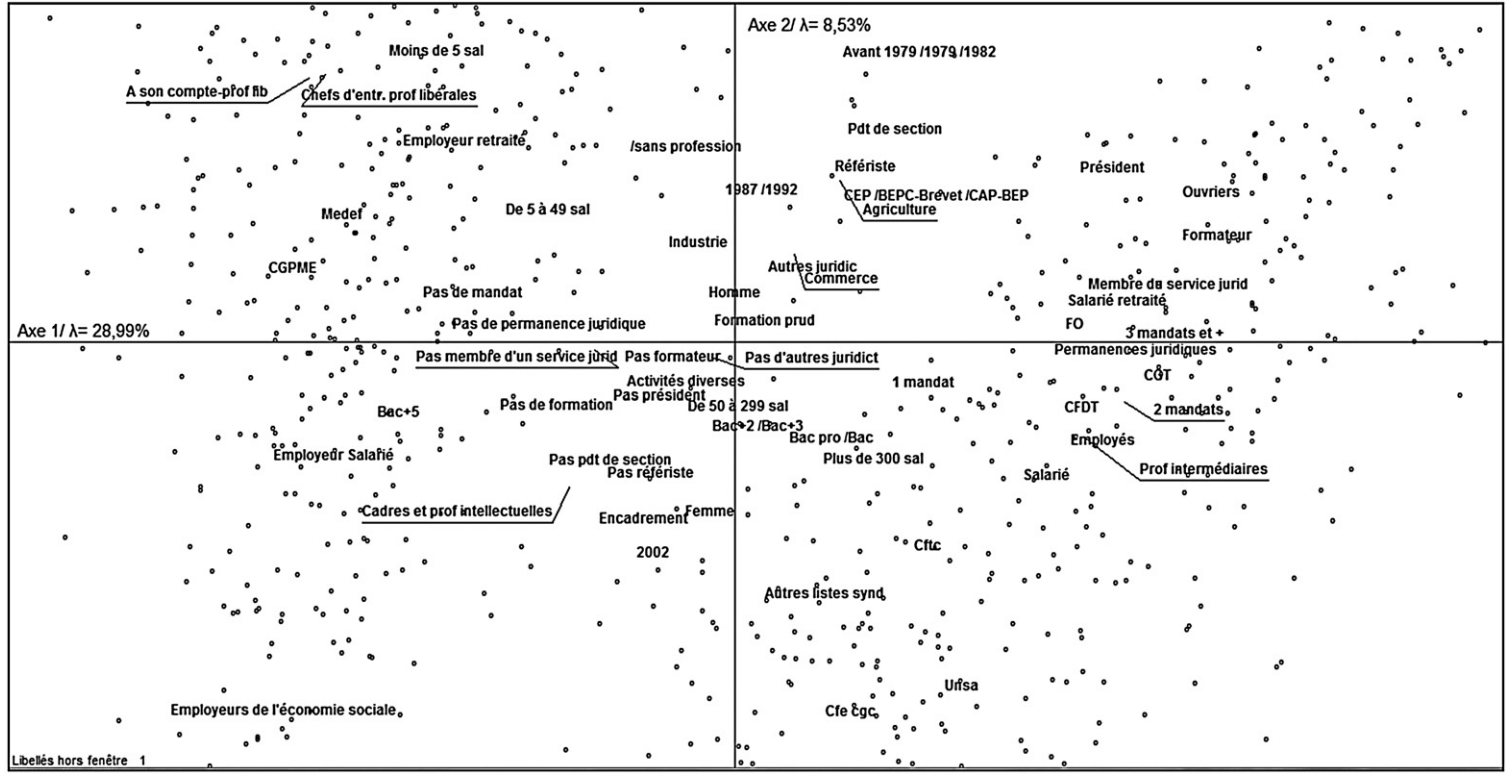 Axe 2/ λ= 8,53%
Moins de 5 sal
Avant 1979 /1979 /1982
A son compte-prof lib
Chefs d'entr. prof libérales
Pdt de section
Employeur retraité
/sans profession
Référiste
Président
1987 /1992
CEP /BEPC-Brevet /CAP-BEP
Ouvriers
Medef
De 5 à 49 sal
Agriculture
Industrie
Formateur
CGPME
Autres juridic
Commerce
Membre du service jurid
Pas de mandat
Homme
Salarié retraité
Pas de permanence juridique
Formation prud
FO
3 mandats et +
Axe 1/ λ= 28,99%
Pas membre d'un service jurid
Pas formateur
Pas d'autres juridict
Permanences juridiques
Activités diverses
1 mandat
CGT
Pas président
Bac+5
Pas de formation
De 50 à 299 sal
CFDT
2 mandats
Bac+2 /Bac+3
Bac pro /Bac
Employés
Employeur Salarié
Pas pdt de section
Plus de 300 sal
Pas référiste
Salarié
Prof intermédiaires
Cadres et prof intellectuelles
Encadrement
Femme
2002
Cftc
Autres listes synd
Unsa
Employeurs de l'économie sociale
Cfe cgc
Libellés hors fenêtre 1